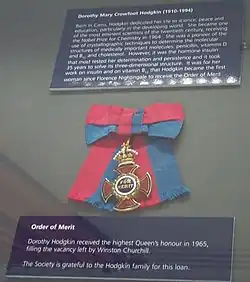 Dorothy Mary Crowfoot Hodgkin (1910-1994)
Born in Cairo, Hodgkin dedicated her life to science, peace and
education, particularly in the developing world. She became one
of the most eminent scientists of the twentieth century, receiving
the Nobel Prize for Chemistry in 1964. She was a pioneer of the
use of crystallographic techniques to determine the molecular
structures of medically important molecules; penicillin, vitamins D
and B12 and cholesterol. However, it was the hormone insulin
that most tested her determination and persistence and it took
35 years to solve its three-dimensional structure. It was for her
work on insulin and on vitamin B12 that Hodgkin became the first
woman since Florence Nightingale to receive the Order of Merit
FOR
MERIT
Order of Merit
Dorothy Hodgkin received the highest Queen's honour in 1965,
filling the vacancy left by Winston Churchill.
The Society is grateful to the Hodgkin family for this loan.